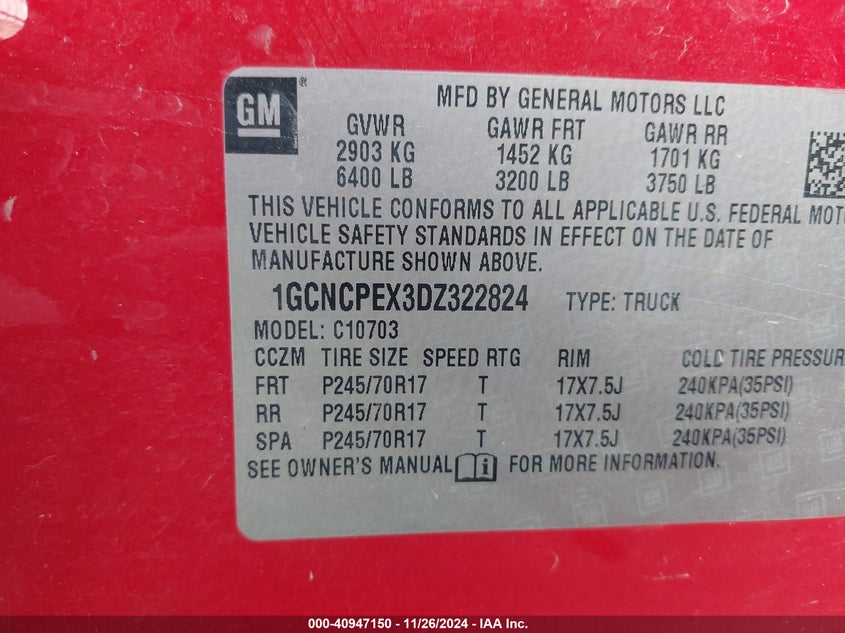 GM ®
MFD BY GENERAL MOTORS LLC
GVWR GAWR FRT GAWR RR
2903 KG 1452 KG 1701 KG
6400 LB 3200 LB 3750 LB
THIS VEHICLE CONFORMS TO ALL APPLICABLE U.S. FEDERAL MOTO
VEHICLE SAFETY STANDARDS IN EFFECT ON THE DATE OF
MANUFACTURE SHOWN ABOVE.
1GCNCPEX3DZ322824 TYPE: TRUCK
MODEL: C10703
CCZM TIRE SIZE SPEED RTG RIM COLD TIRE PRESSUR
FRT P245/70R17 T 17X7.5J 240KPA(35PSI)
RR P245/70R17 T 17X7.5J 240KPA(35PSI)
SPA P245/70R17 T 17X7.5J 240KPA(35PSI)
SEE OWNER'S MANUAL i FOR MORE INFORMATION.
000-40947150 - 11/26/2024 - IAA Inc.